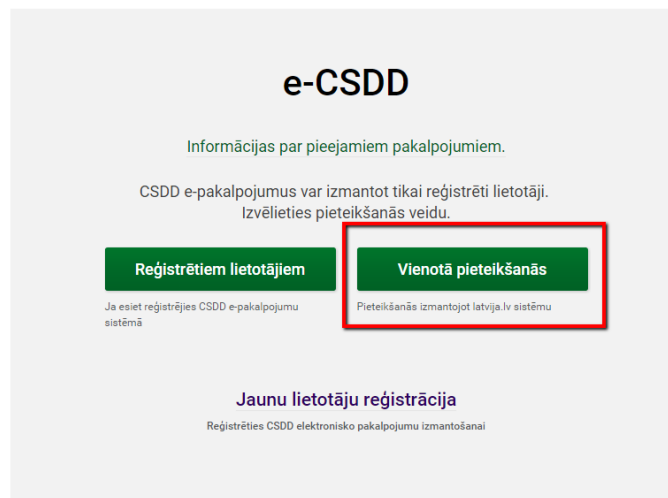 e-CSDD
Informācijas par pieejamiem pakalpojumiem.
CSDD e-pakalpojumus var izmantot tikai reģistrēti lietotāji.
Izvēlieties pieteikšanās veidu.
Reģistrētiem lietotājiem
Ja esiet reģistrējies CSDD e-pakalpojumu
sistēmā
Vienotā pieteikšanās
Pieteikšanās izmantojot latvija.lv sistēmu
Jaunu lietotāju reģistrācija
Reģistrēties CSDD elektronisko pakalpojumu izmantošanai